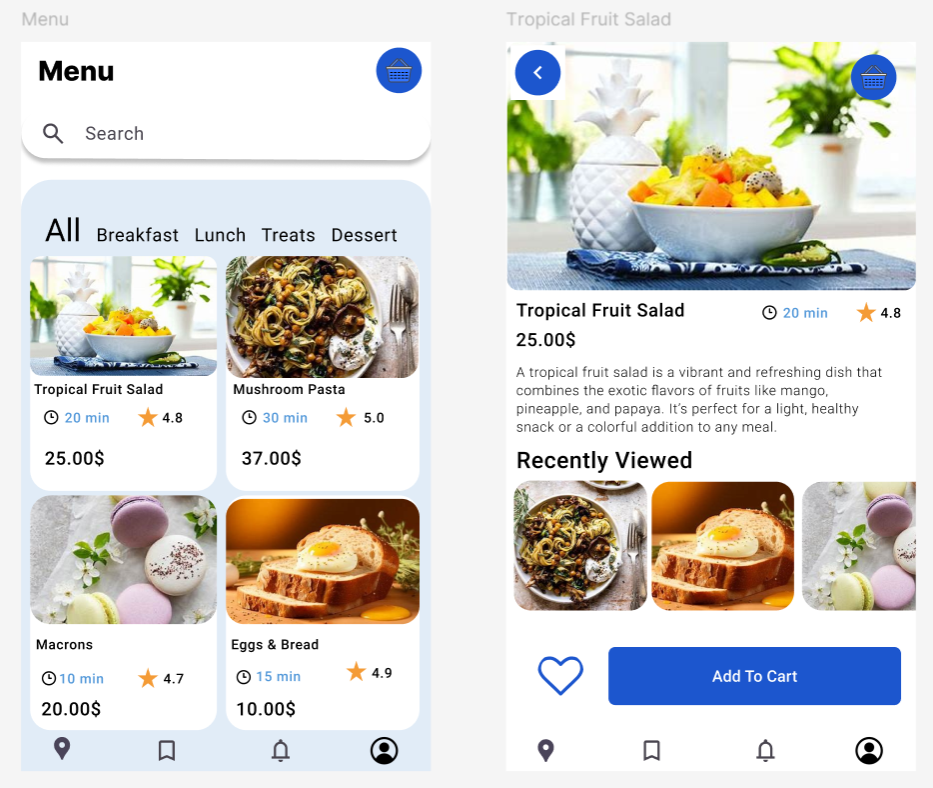 Menu
Tropical Fruit Salad
Menu
Search
All Breakfast Lunch Treats Dessert
Tropical Fruit Salad
20 min 4.8
25.00$
Mushroom Pasta
30 min 5.0
37.00$
Macrons
10 min 4.7
20.00$
Eggs & Bread
15 min 4.9
10.00$
Tropical Fruit Salad 20 min 4.8
25.00$
A tropical fruit salad is a vibrant and refreshing dish that
combines the exotic flavors of fruits like mango,
pineapple, and papaya. It's perfect for a light, healthy
snack or a colorful addition to any meal.
Recently Viewed
Add To Cart